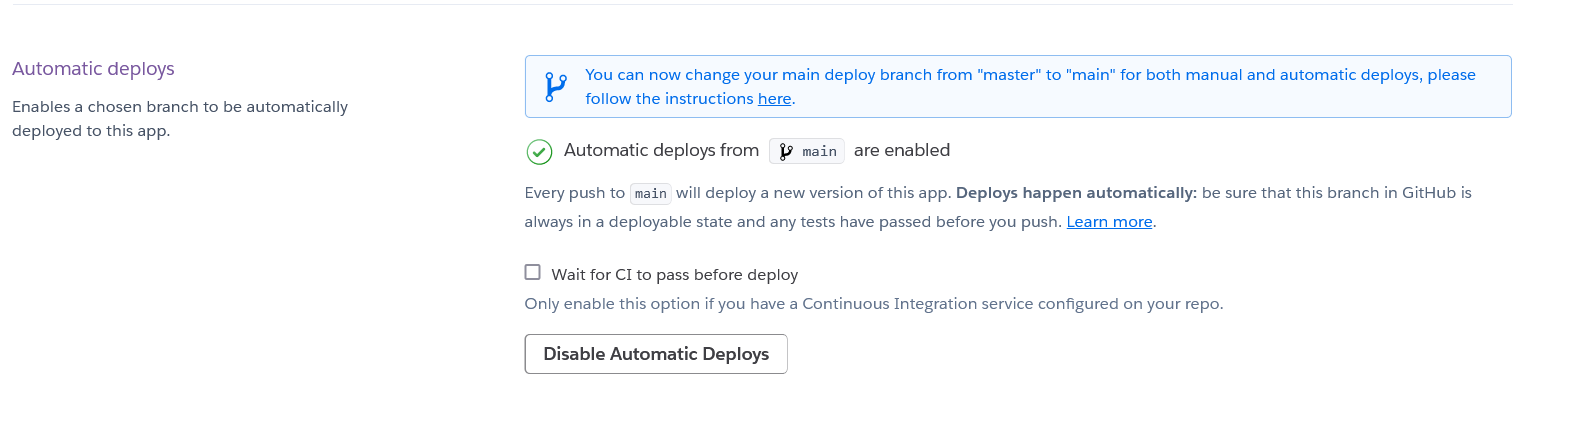 Automatic deploys
Enables a chosen branch to be automatically
deployed to this app.
You can now change your main deploy branch from "master" to "main" for both manual and automatic deploys, please
follow the instructions here.
Automatic deploys from main are enabled
Every push to main will deploy a new version of this app. Deploys happen automatically: be sure that this branch in GitHub is
always in a deployable state and any tests have passed before you push. Learn more.
Wait for CI to pass before deploy
Only enable this option if you have a Continuous Integration service configured on your repo.
Disable Automatic Deploys